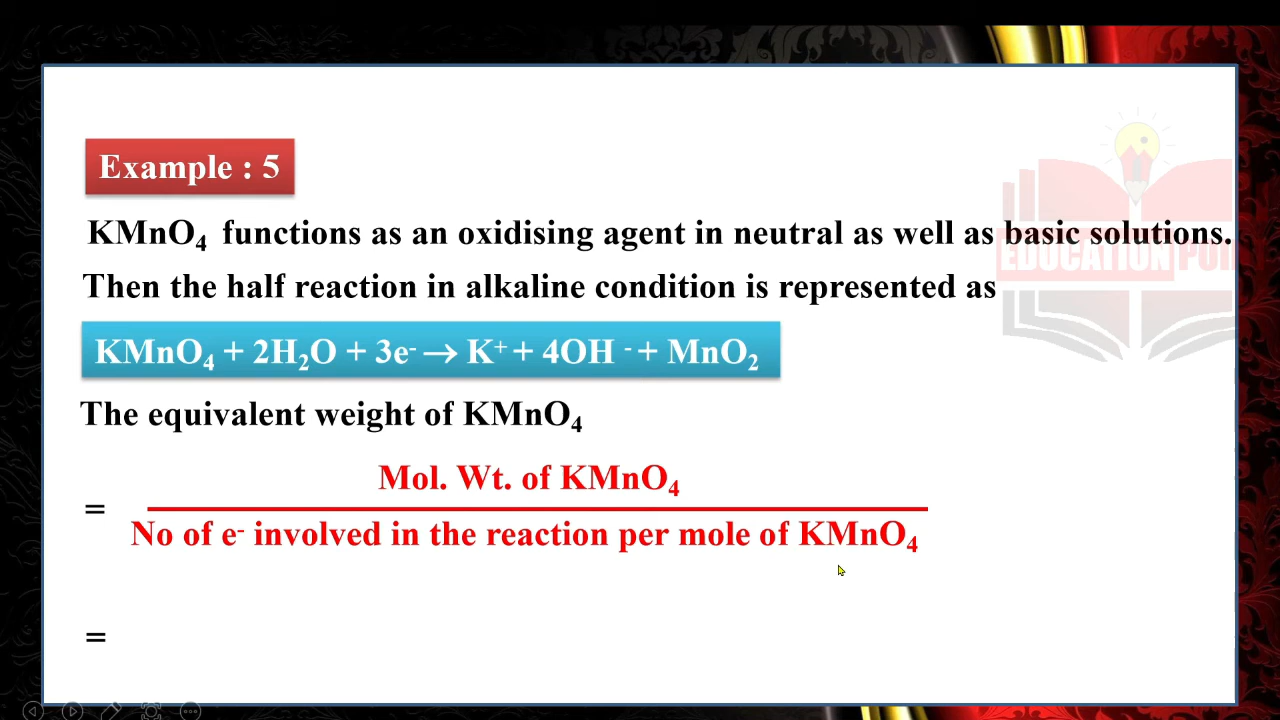 Example : 5
KMnO₄ functions as an oxidising agent in neutral as well as basic solutions.
Then the half reaction in alkaline condition is represented as
EDUCATION POI
KMnO₄ + 2H₂O + 3e⁻ → K⁺ + 4OH ⁻ + MnO₂
The equivalent weight of KMnO₄
Mol. Wt. of KMnO₄
=
No of e⁻ involved in the reaction per mole of KMnO₄
=